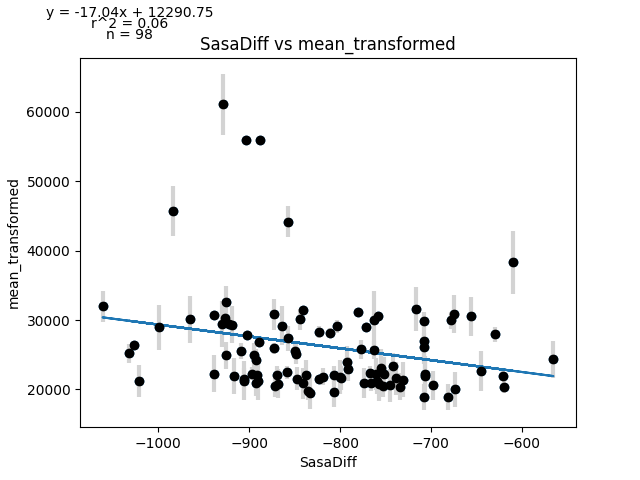 y = -17.04x + 12290.75
r^2 = 0.06
n = 98
SasaDiff vs mean_transformed
60000
50000
40000
30000
20000
mean_transformed
−1000
−900
−800
−700
−600
SasaDiff